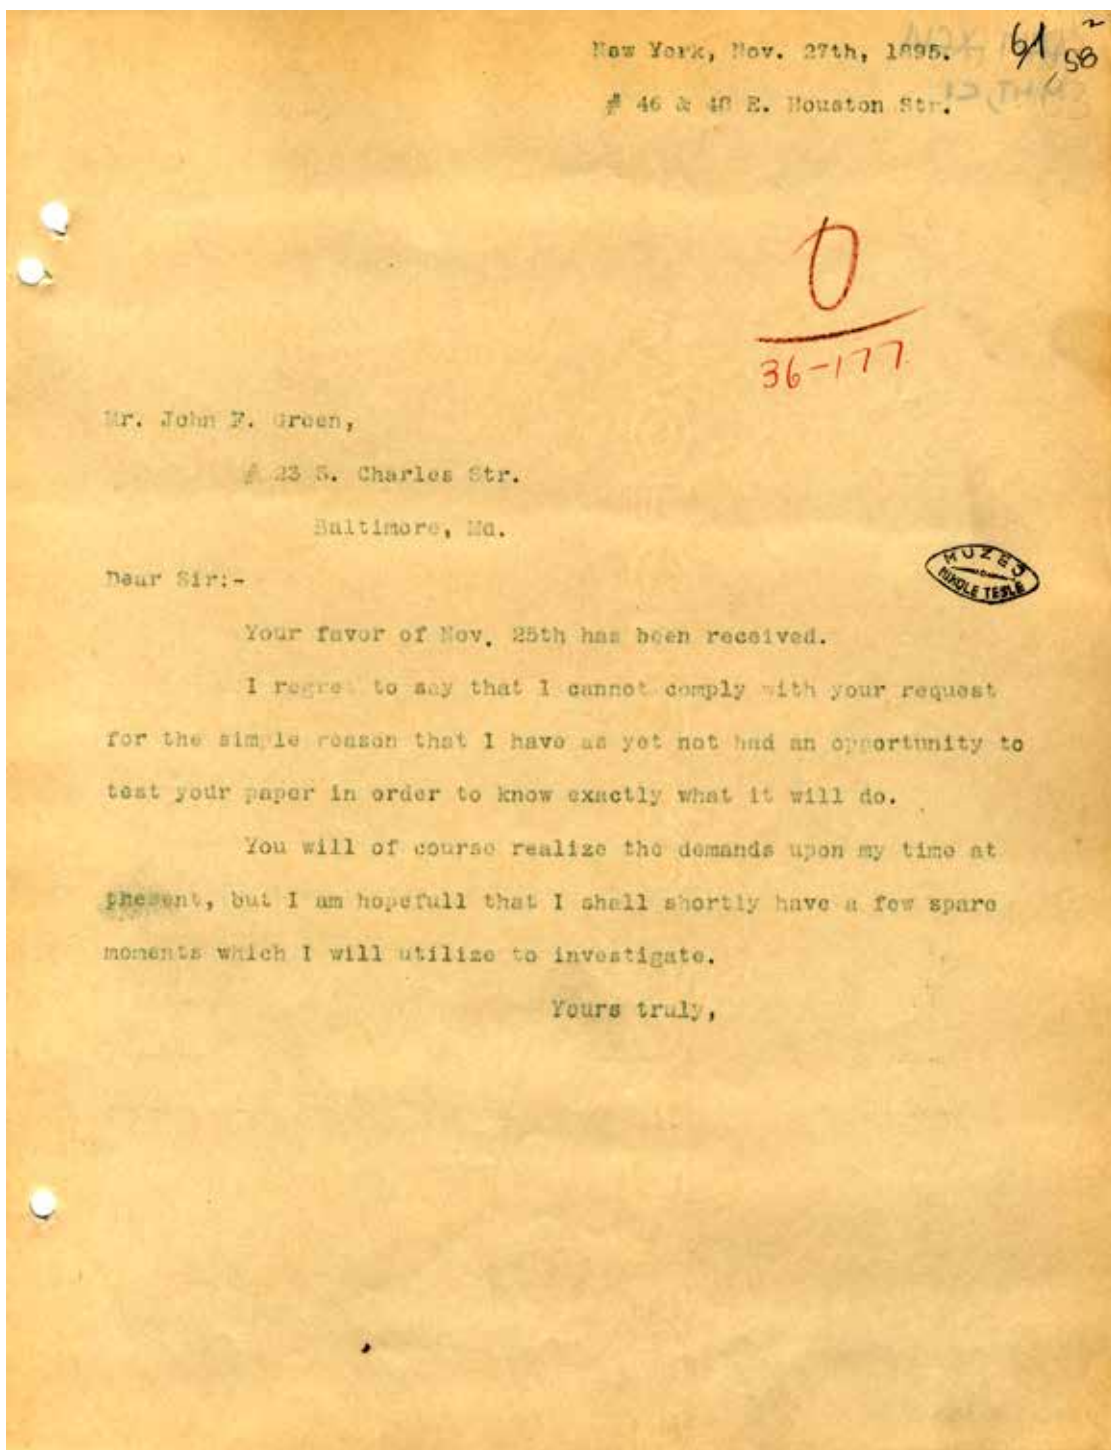 New York, Nov. 27th, 1895.
61
58
# 46 & 48 E. Houston Str.
0
36-177
Mr. John F. Green,
# 23 S. Charles Str.
Baltimore, Md.
MUZEJ
NIKOLE TESLE
Dear Sir:-
Your favor of Nov. 25th has been received.
I regret to say that I cannot comply with your request
for the simple reason that I have as yet not had an opportunity to
test your paper in order to know exactly what it will do.
You will of course realize the demands upon my time at
present, but I am hopefull that I shall shortly have a few spare
moments which I will utilize to investigate.
Yours truly,